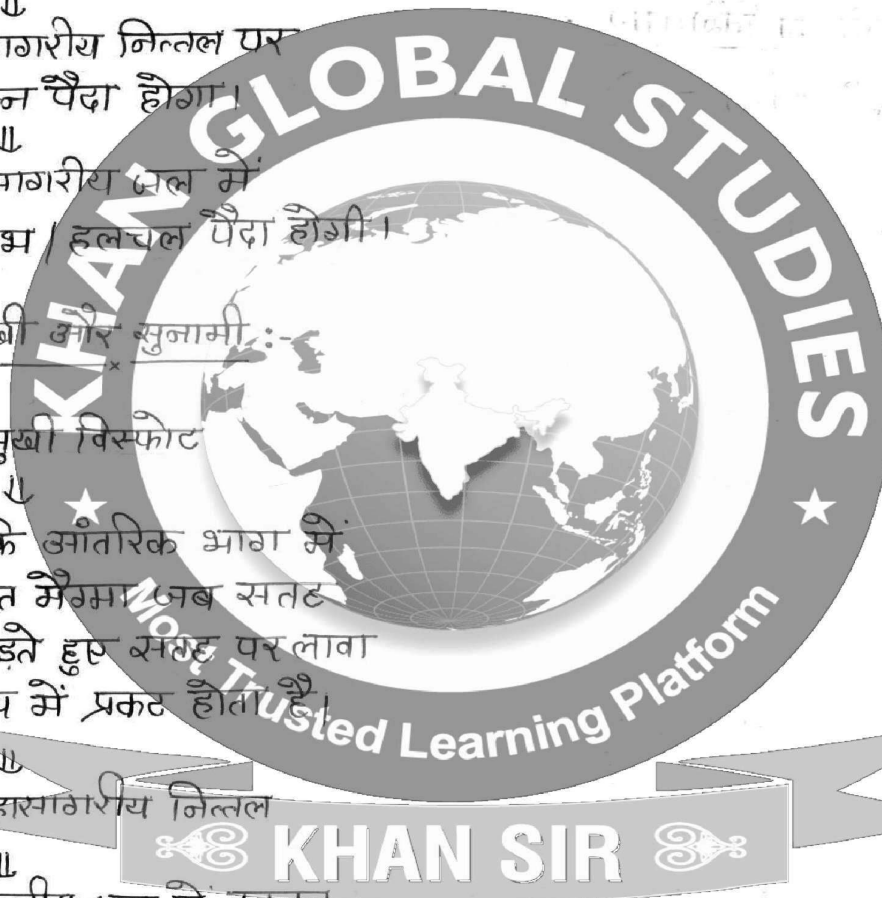 ागरीय नित्तल पर
न पैदा होगा।
ागरीय जल में
भ / हलचल पैदा होगी।
खी और सुनामी :-
मुखी विस्फोट
के आंतरिक भाग में
त मैग्मा जब सतह
ड़ते हुए सतह पर लावा
प में प्रकट होता है।
हासागरीय नित्तल
KHAN GLOBAL STUDIES
Most Trusted Learning Platform
KHAN SIR